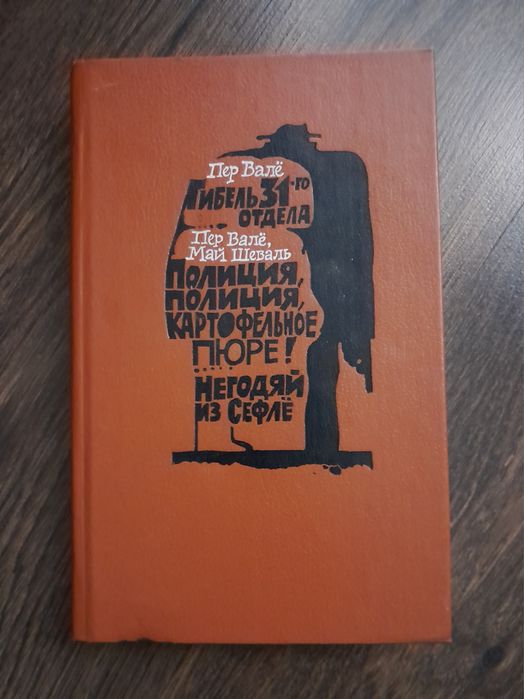 Пер Валё
Гибель 31-го
отдела
Пер Валё,
Май Шеваль
Полиция,
полиция,
картофельное
пюре!
Негодяй
из Сефлё